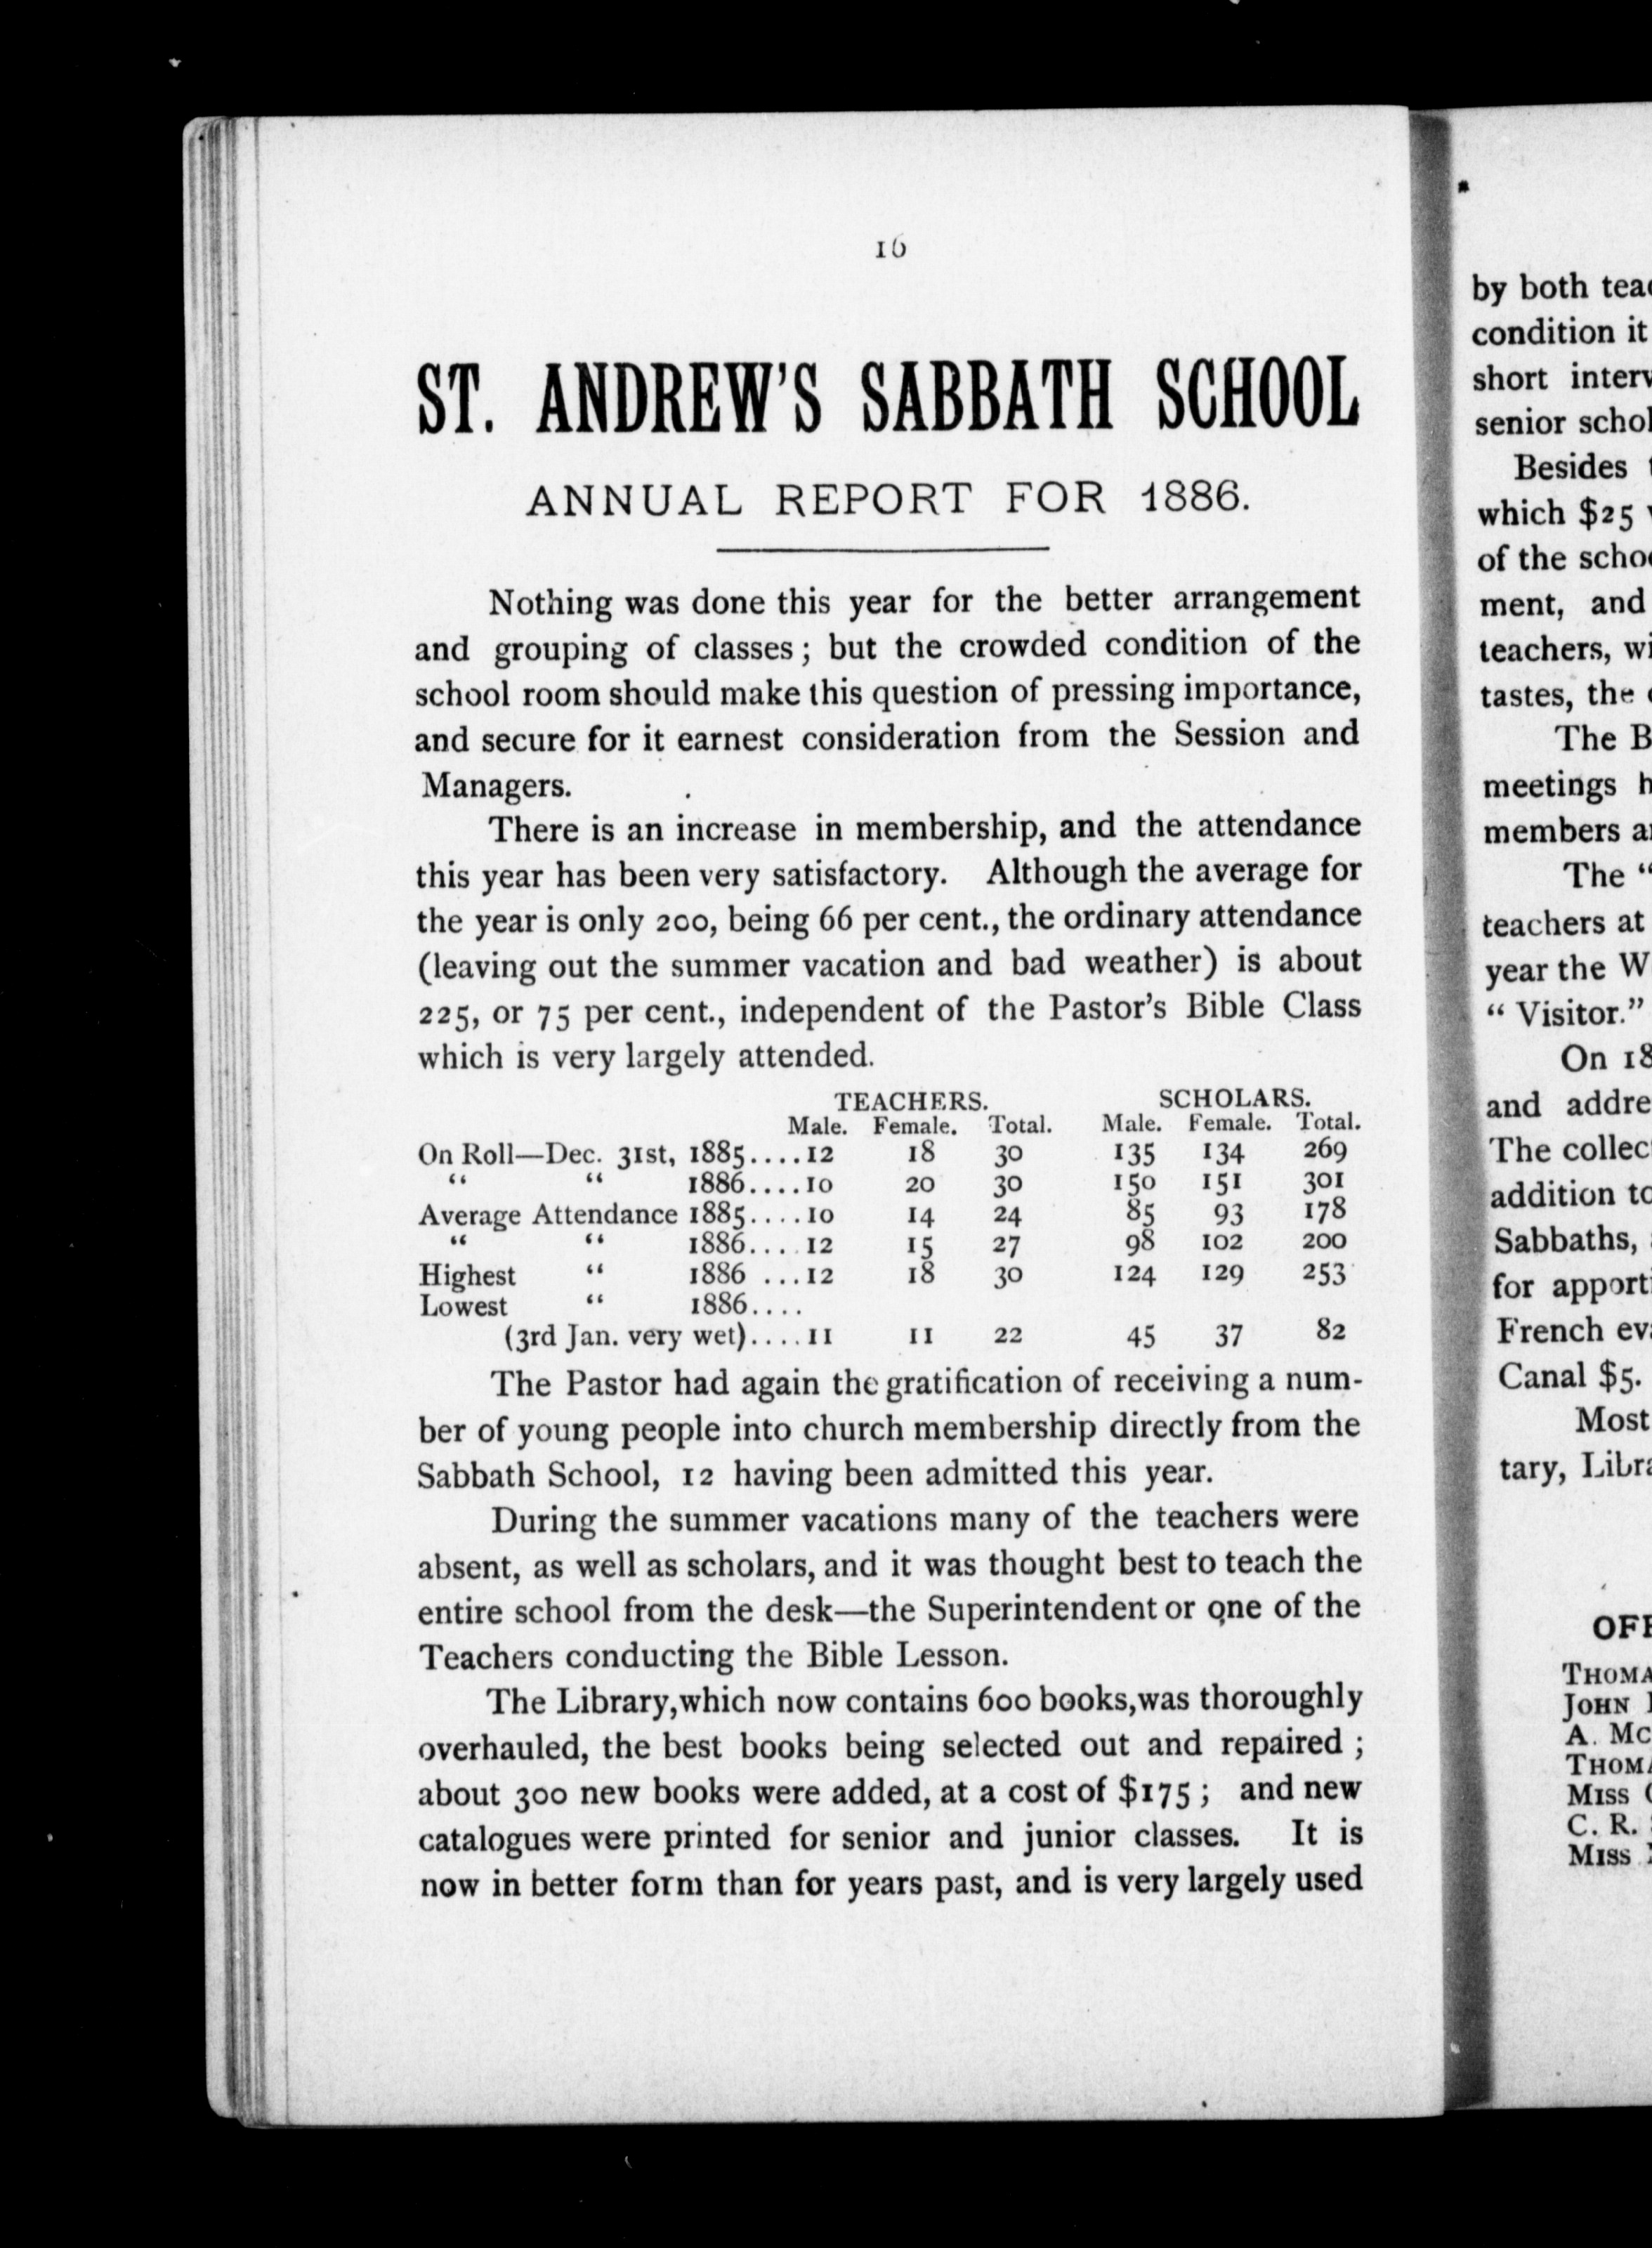 16
ST. ANDREW'S SABBATH SCHOOL
ANNUAL REPORT FOR 1886.
Nothing was done this year for the better arrangement
and grouping of classes; but the crowded condition of the
school room should make this question of pressing importance,
and secure for it earnest consideration from the Session and
Managers.
There is an increase in membership, and the attendance
this year has been very satisfactory. Although the average for
the year is only 200, being 66 per cent., the ordinary attendance
(leaving out the summer vacation and bad weather) is about
225, or 75 per cent., independent of the Pastor's Bible Class
which is very largely attended.
TEACHERS. SCHOLARS.
Male. Female. Total. Male. Female. Total.
On Roll—Dec. 31st, 1885....12 18 30 135 134 269
“ “ 1886....10 20 30 150 151 301
Average Attendance 1885....10 14 24 85 93 178
“ “ 1886....12 15 27 98 102 200
Highest “ 1886 ...12 18 30 124 129 253
Lowest “ 1886....
(3rd Jan. very wet)....11 11 22 45 37 82
The Pastor had again the gratification of receiving a num-
ber of young people into church membership directly from the
Sabbath School, 12 having been admitted this year.
During the summer vacations many of the teachers were
absent, as well as scholars, and it was thought best to teach the
entire school from the desk—the Superintendent or one of the
Teachers conducting the Bible Lesson.
The Library,which now contains 600 books,was thoroughly
overhauled, the best books being selected out and repaired ;
about 300 new books were added, at a cost of $175 ; and new
catalogues were printed for senior and junior classes. It is
now in better form than for years past, and is very largely used
by both
condition it
short
senior
Besides
which $25
of the
ment, and
teachers,
tastes, the
The
meetings
members
The “
teachers at
year the
“ Visitor.”
On
and
The
addition
Sabbaths,
for
French
Canal $5.
Most
tary,
A.
MISS
C. R.
MISS